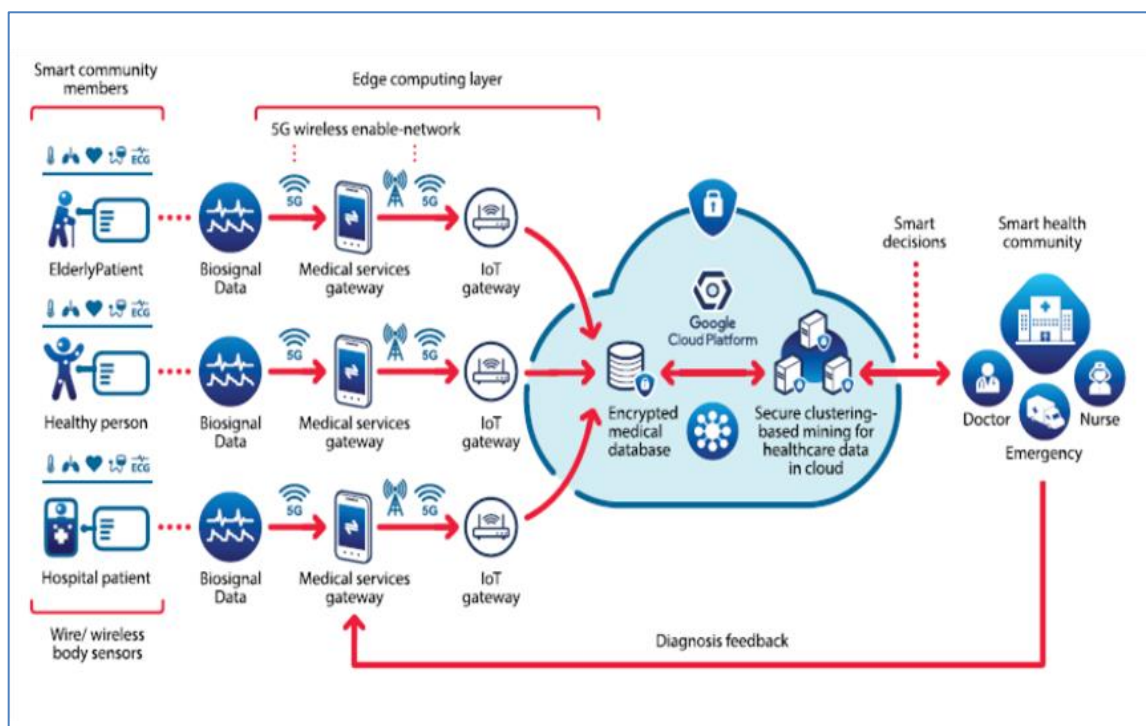 Smart community
members
Edge computing layer
5G wireless enable-network
ECG
5G
5G
ElderlyPatient
Biosignal
Data
Medical services
gateway
IoT
gateway
ECG
5G
5G
Healthy person
Biosignal
Data
Medical services
gateway
IoT
gateway
ECG
5G
5G
Hospital patient
Biosignal
Data
Medical services
gateway
IoT
gateway
Wire/ wireless
body sensors
Google
Cloud Platform
Encrypted
medical
database
Secure clustering-
based mining for
healthcare data
in cloud
Smart
decisions
Smart health
community
Doctor
Nurse
Emergency
Diagnosis feedback